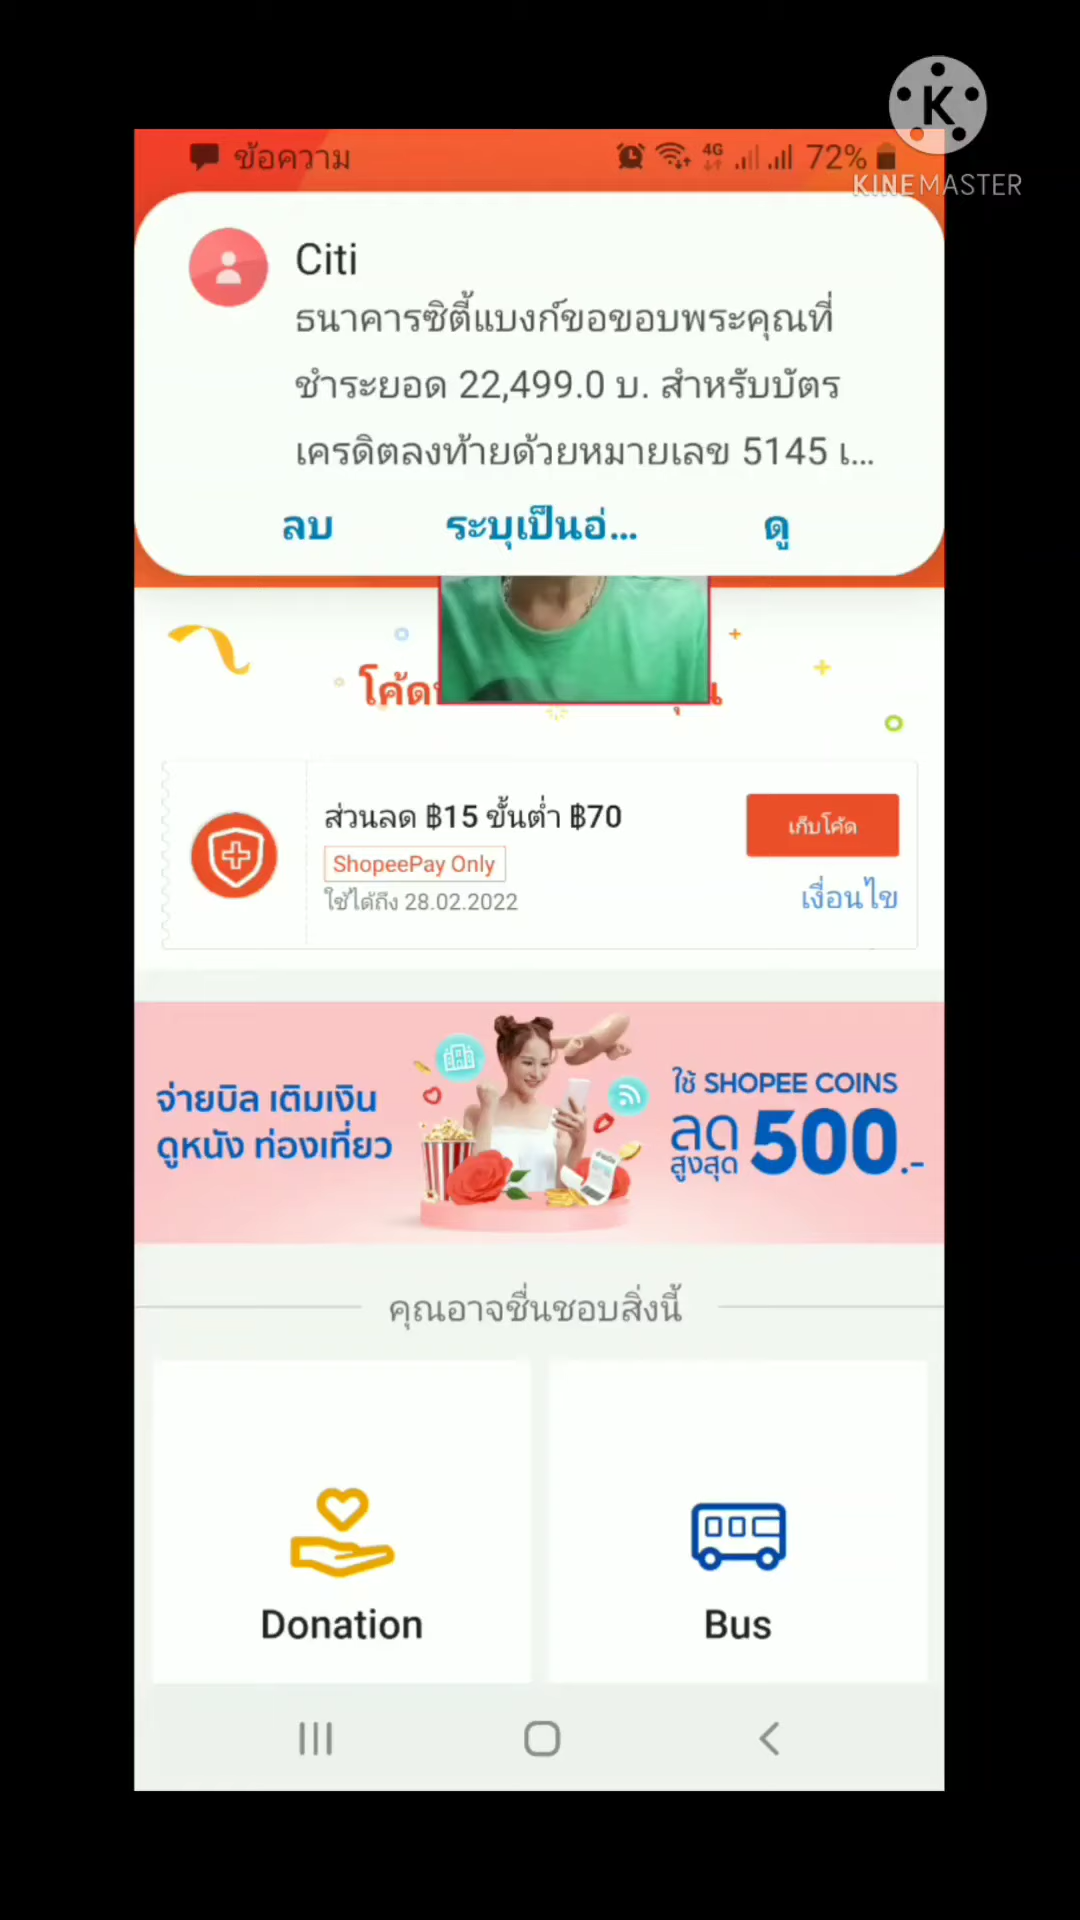 ข้อความ
4G
72%
K
KINEMASTER
Citi
ธนาคารซิตี้แบงก์ขอขอบพระคุณที่
ชำระยอด 22,499.0 บ. สำหรับบัตร
เครดิตลงท้ายด้วยหมายเลข 5145 เ...
ลบ
ระบุเป็นอ่...
ดู
ส่วนลด ฿15 ขั้นต่ำ ฿70
ShopeePay Only
ใช้ได้ถึง 28.02.2022
เก็บโค้ด
เงื่อนไข
จ่ายบิล เติมเงิน
ดูหนัง ท่องเที่ยว
ใช้ SHOPEE COINS
ลด
สูงสุด
500.-
คุณอาจชื่นชอบสิ่งนี้
Donation
Bus